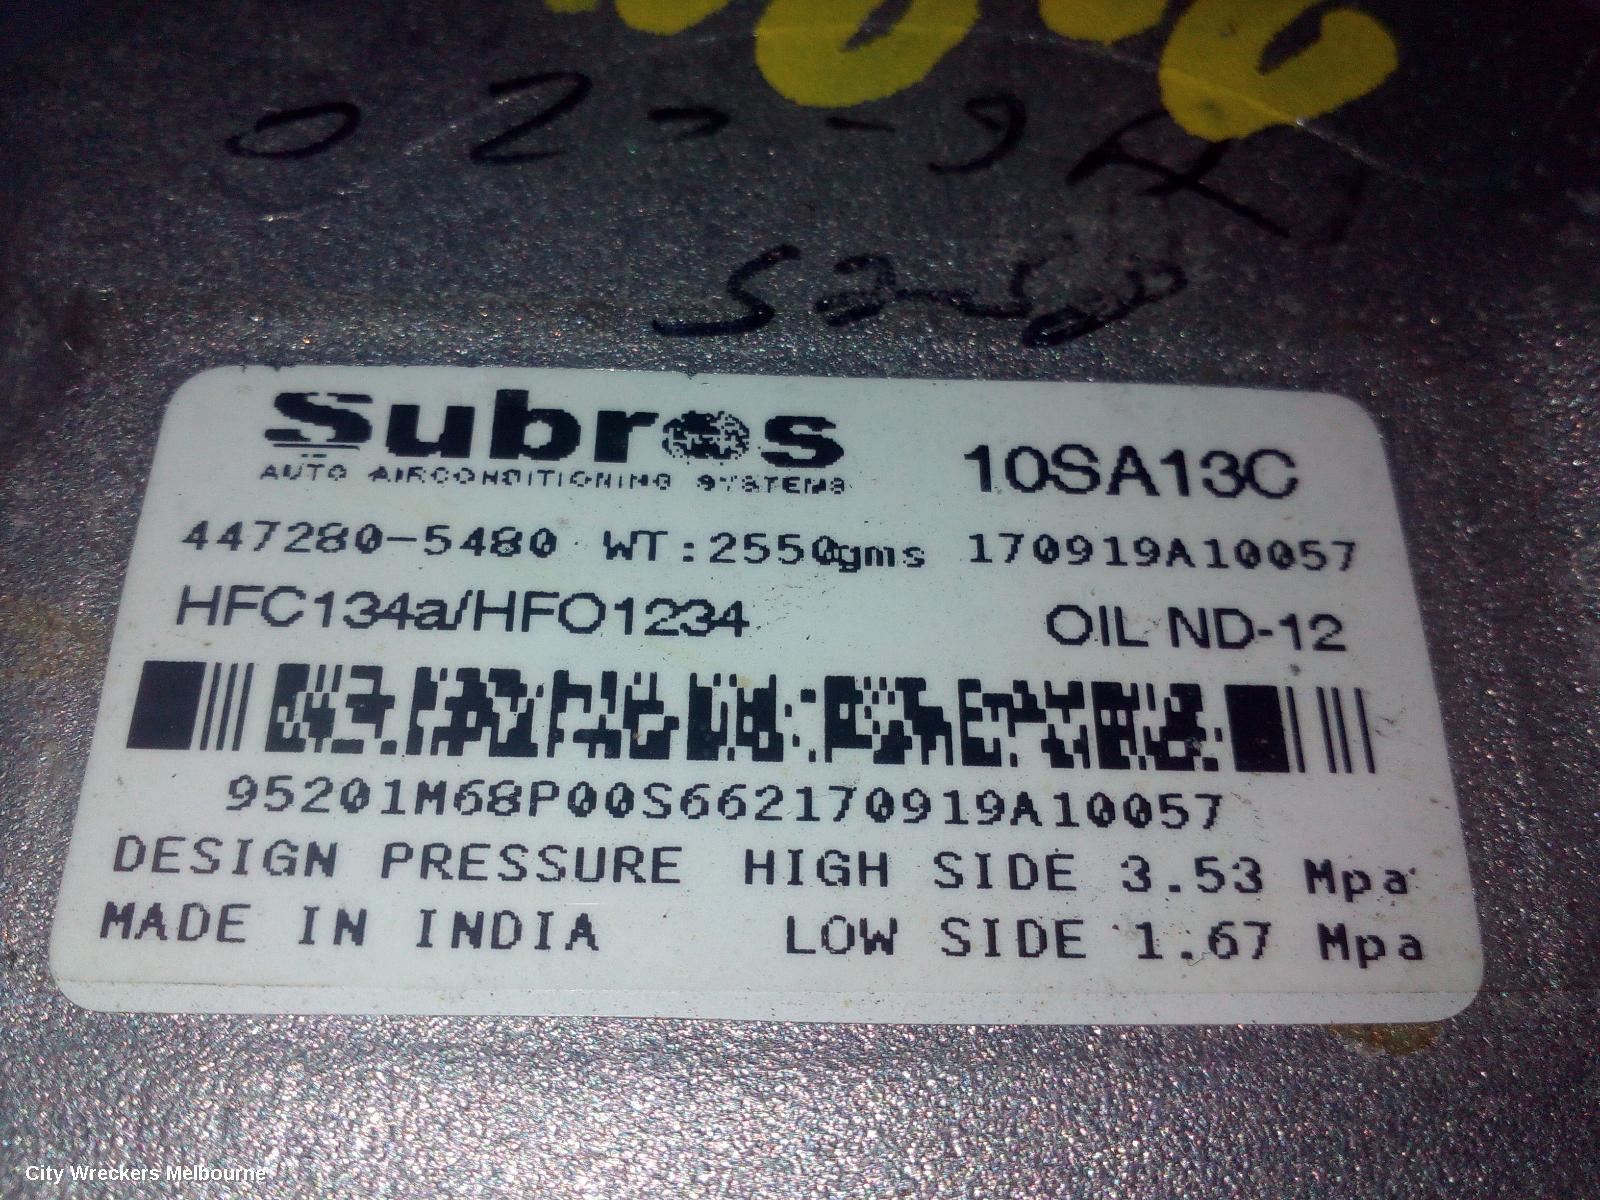 Subros
AUTO AIRCONDITIONING SYSTEMS
10SA13C
447280-5480 WT:2550gms 170919A10057
HFC134a/HFO1234 OIL ND-12
95201M68P00S662170919A10057
DESIGN PRESSURE HIGH SIDE 3.53 Mpa
MADE IN INDIA LOW SIDE 1.67 Mpa
City Wreckers Melbourne